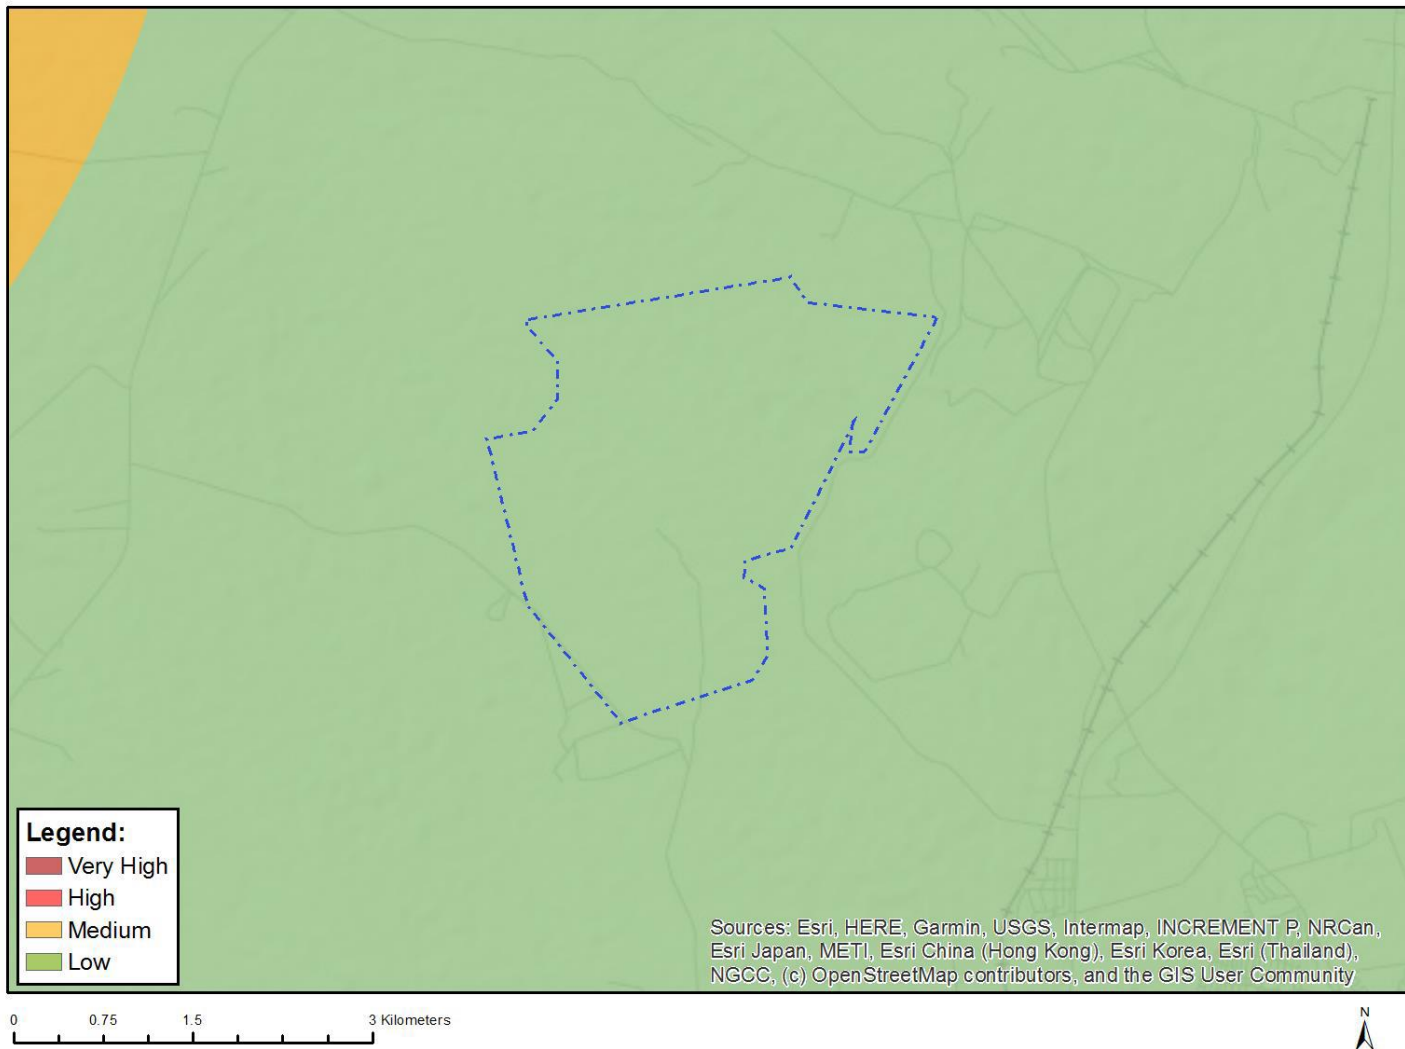 Legend:
Very High
High
Medium
Low
Sources: Esri, HERE, Garmin, USGS, Intermap, INCREMENT P, NRCan,
Esri Japan, METI, Esri China (Hong Kong), Esri Korea, Esri (Thailand),
NGCC, (c) OpenStreetMap contributors, and the GIS User Community
0 0.75 1.5 3 Kilometers
N